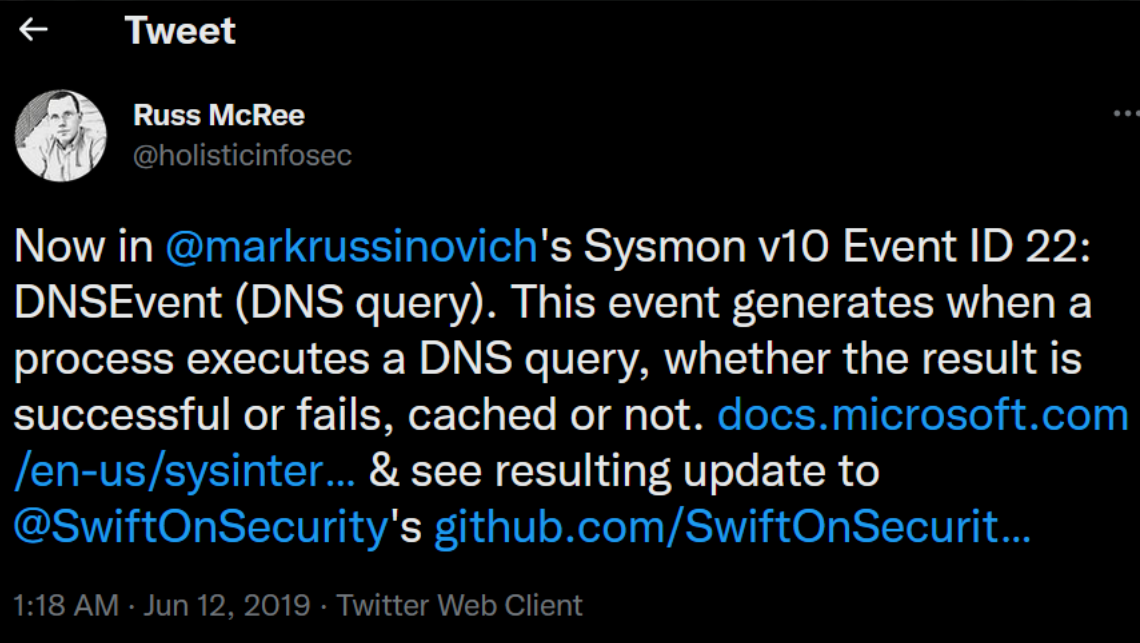 Tweet
Russ McRee
@holisticinfosec
Now in @markrussinovich's Sysmon v10 Event ID 22:
DNSEvent (DNS query). This event generates when a
process executes a DNS query, whether the result is
successful or fails, cached or not. docs.microsoft.com
/en-us/sysinter... & see resulting update to
@SwiftOnSecurity's github.com/SwiftOnSecurit...
1:18 AM · Jun 12, 2019 · Twitter Web Client